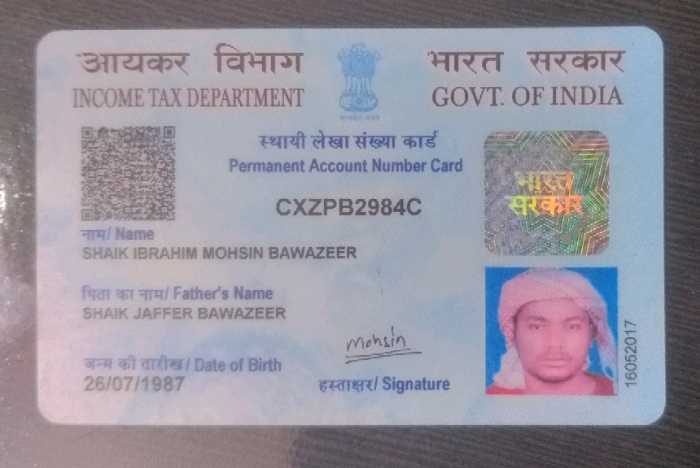 आयकर विभाग
INCOME TAX DEPARTMENT
भारत सरकार
GOVT. OF INDIA
स्थायी लेखा संख्या कार्ड
Permanent Account Number Card
CXZPB2984C
भारत
सरकार
नाम/ Name
SHAIK IBRAHIM MOHSIN BAWAZEER
पिता का नाम/ Father's Name
SHAIK JAFFER BAWAZEER
जन्म की तारीख/ Date of Birth
26/07/1987
mohsin
हस्ताक्षर/ Signature
16052017